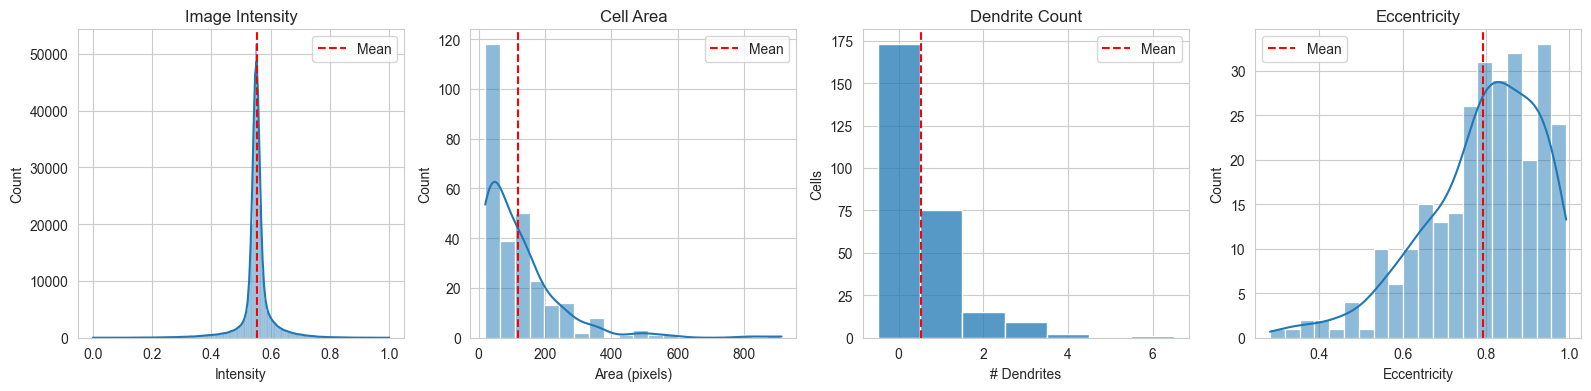 Image Intensity
Mean
50000
40000
30000
20000
10000
0
Count
0.0 0.2 0.4 0.6 0.8 1.0
Intensity
Cell Area
Mean
120
100
80
60
40
20
0
Count
0 200 400 600 800
Area (pixels)
Dendrite Count
Mean
175
150
125
100
75
50
25
0
Cells
0 2 4 6
# Dendrites
Eccentricity
Mean
30
25
20
15
10
5
0
Count
0.4 0.6 0.8 1.0
Eccentricity